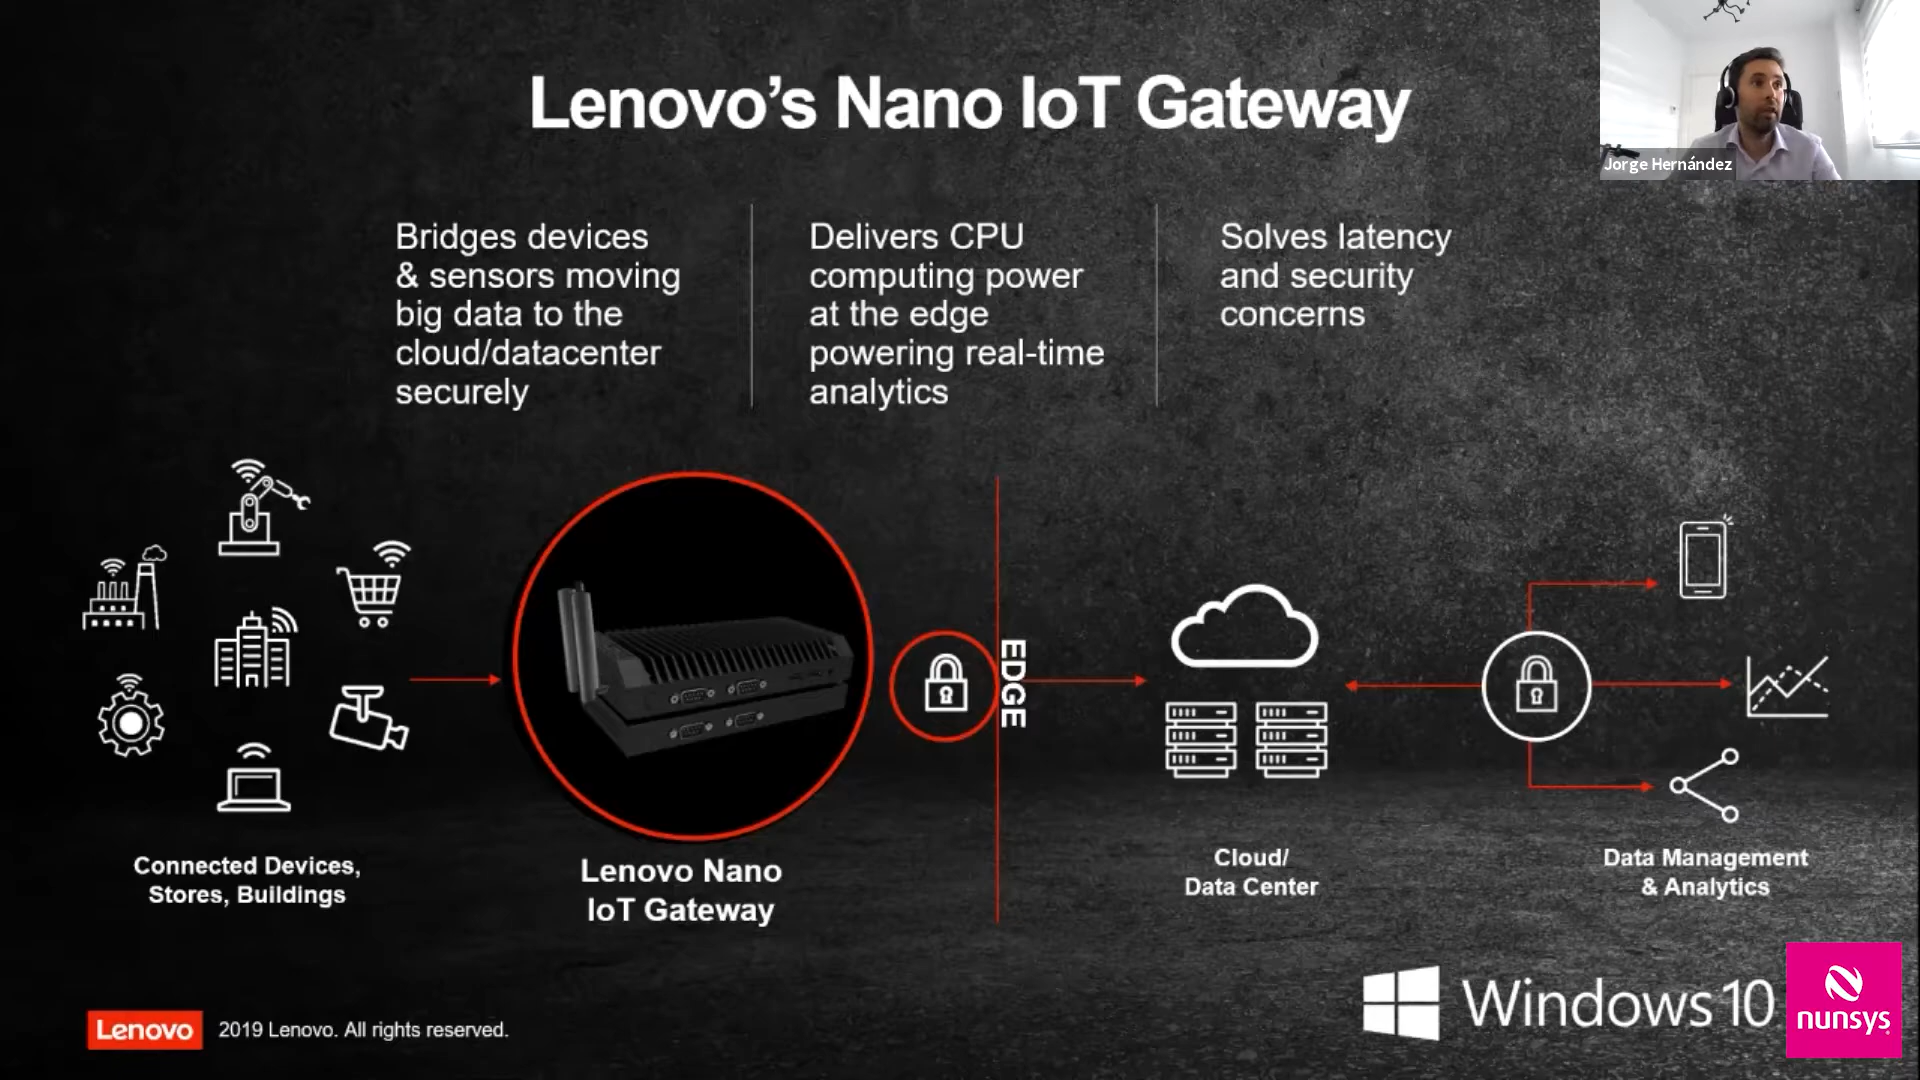 Lenovo's Nano IoT Gateway
Jorge Hernández
Bridges devices
& sensors moving
big data to the
cloud/datacenter
securely
Delivers CPU
computing power
at the edge
powering real-time
analytics
Solves latency
and security
concerns
EDGE
Connected Devices,
Stores, Buildings
Lenovo Nano
IoT Gateway
Cloud/
Data Center
Data Management
& Analytics
Lenovo
2019 Lenovo. All rights reserved.
Windows 10
nunsys